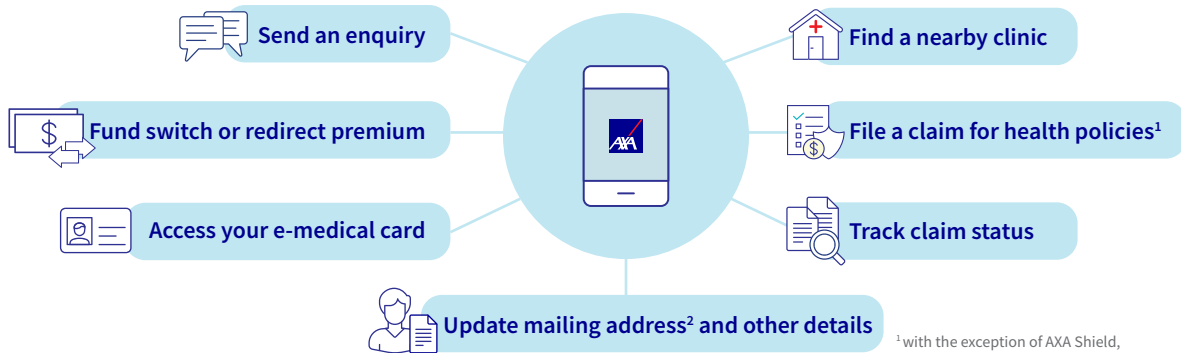 Send an enquiry
Find a nearby clinic
Fund switch or redirect premium
AXA
File a claim for health policies¹
Access your e-medical card
Track claim status
Update mailing address² and other details
¹ with the exception of AXA Shield,